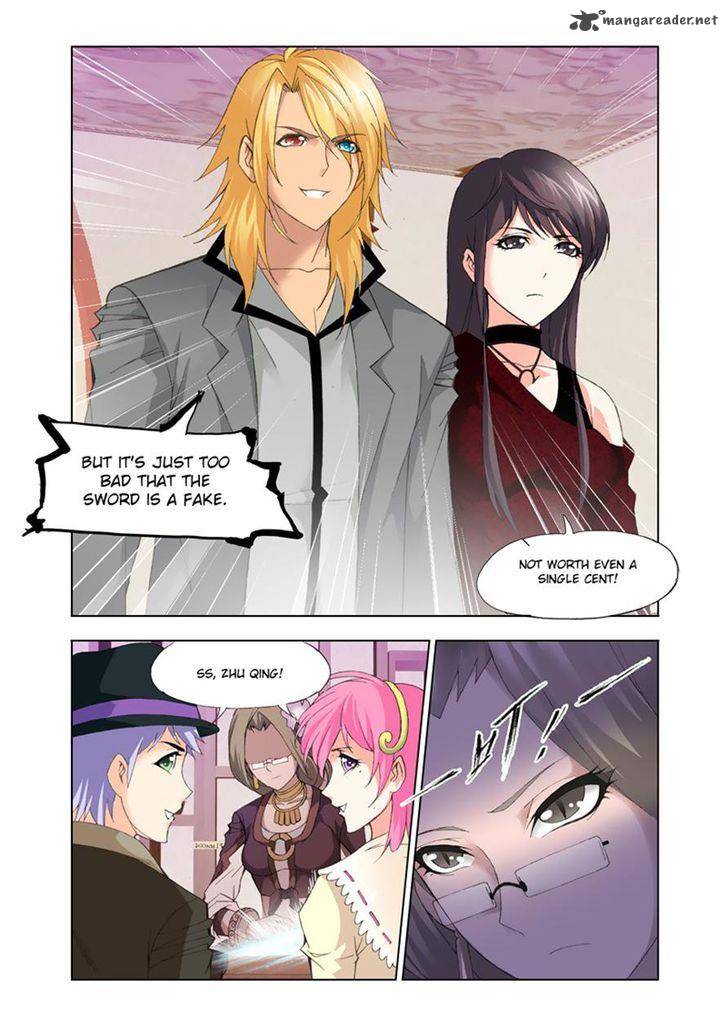 mangareader.net
BUT IT'S JUST TOO
BAD THAT THE
SWORD IS A FAKE.
NOT WORTH EVEN A
SINGLE CENT!
SS, ZHU QING!